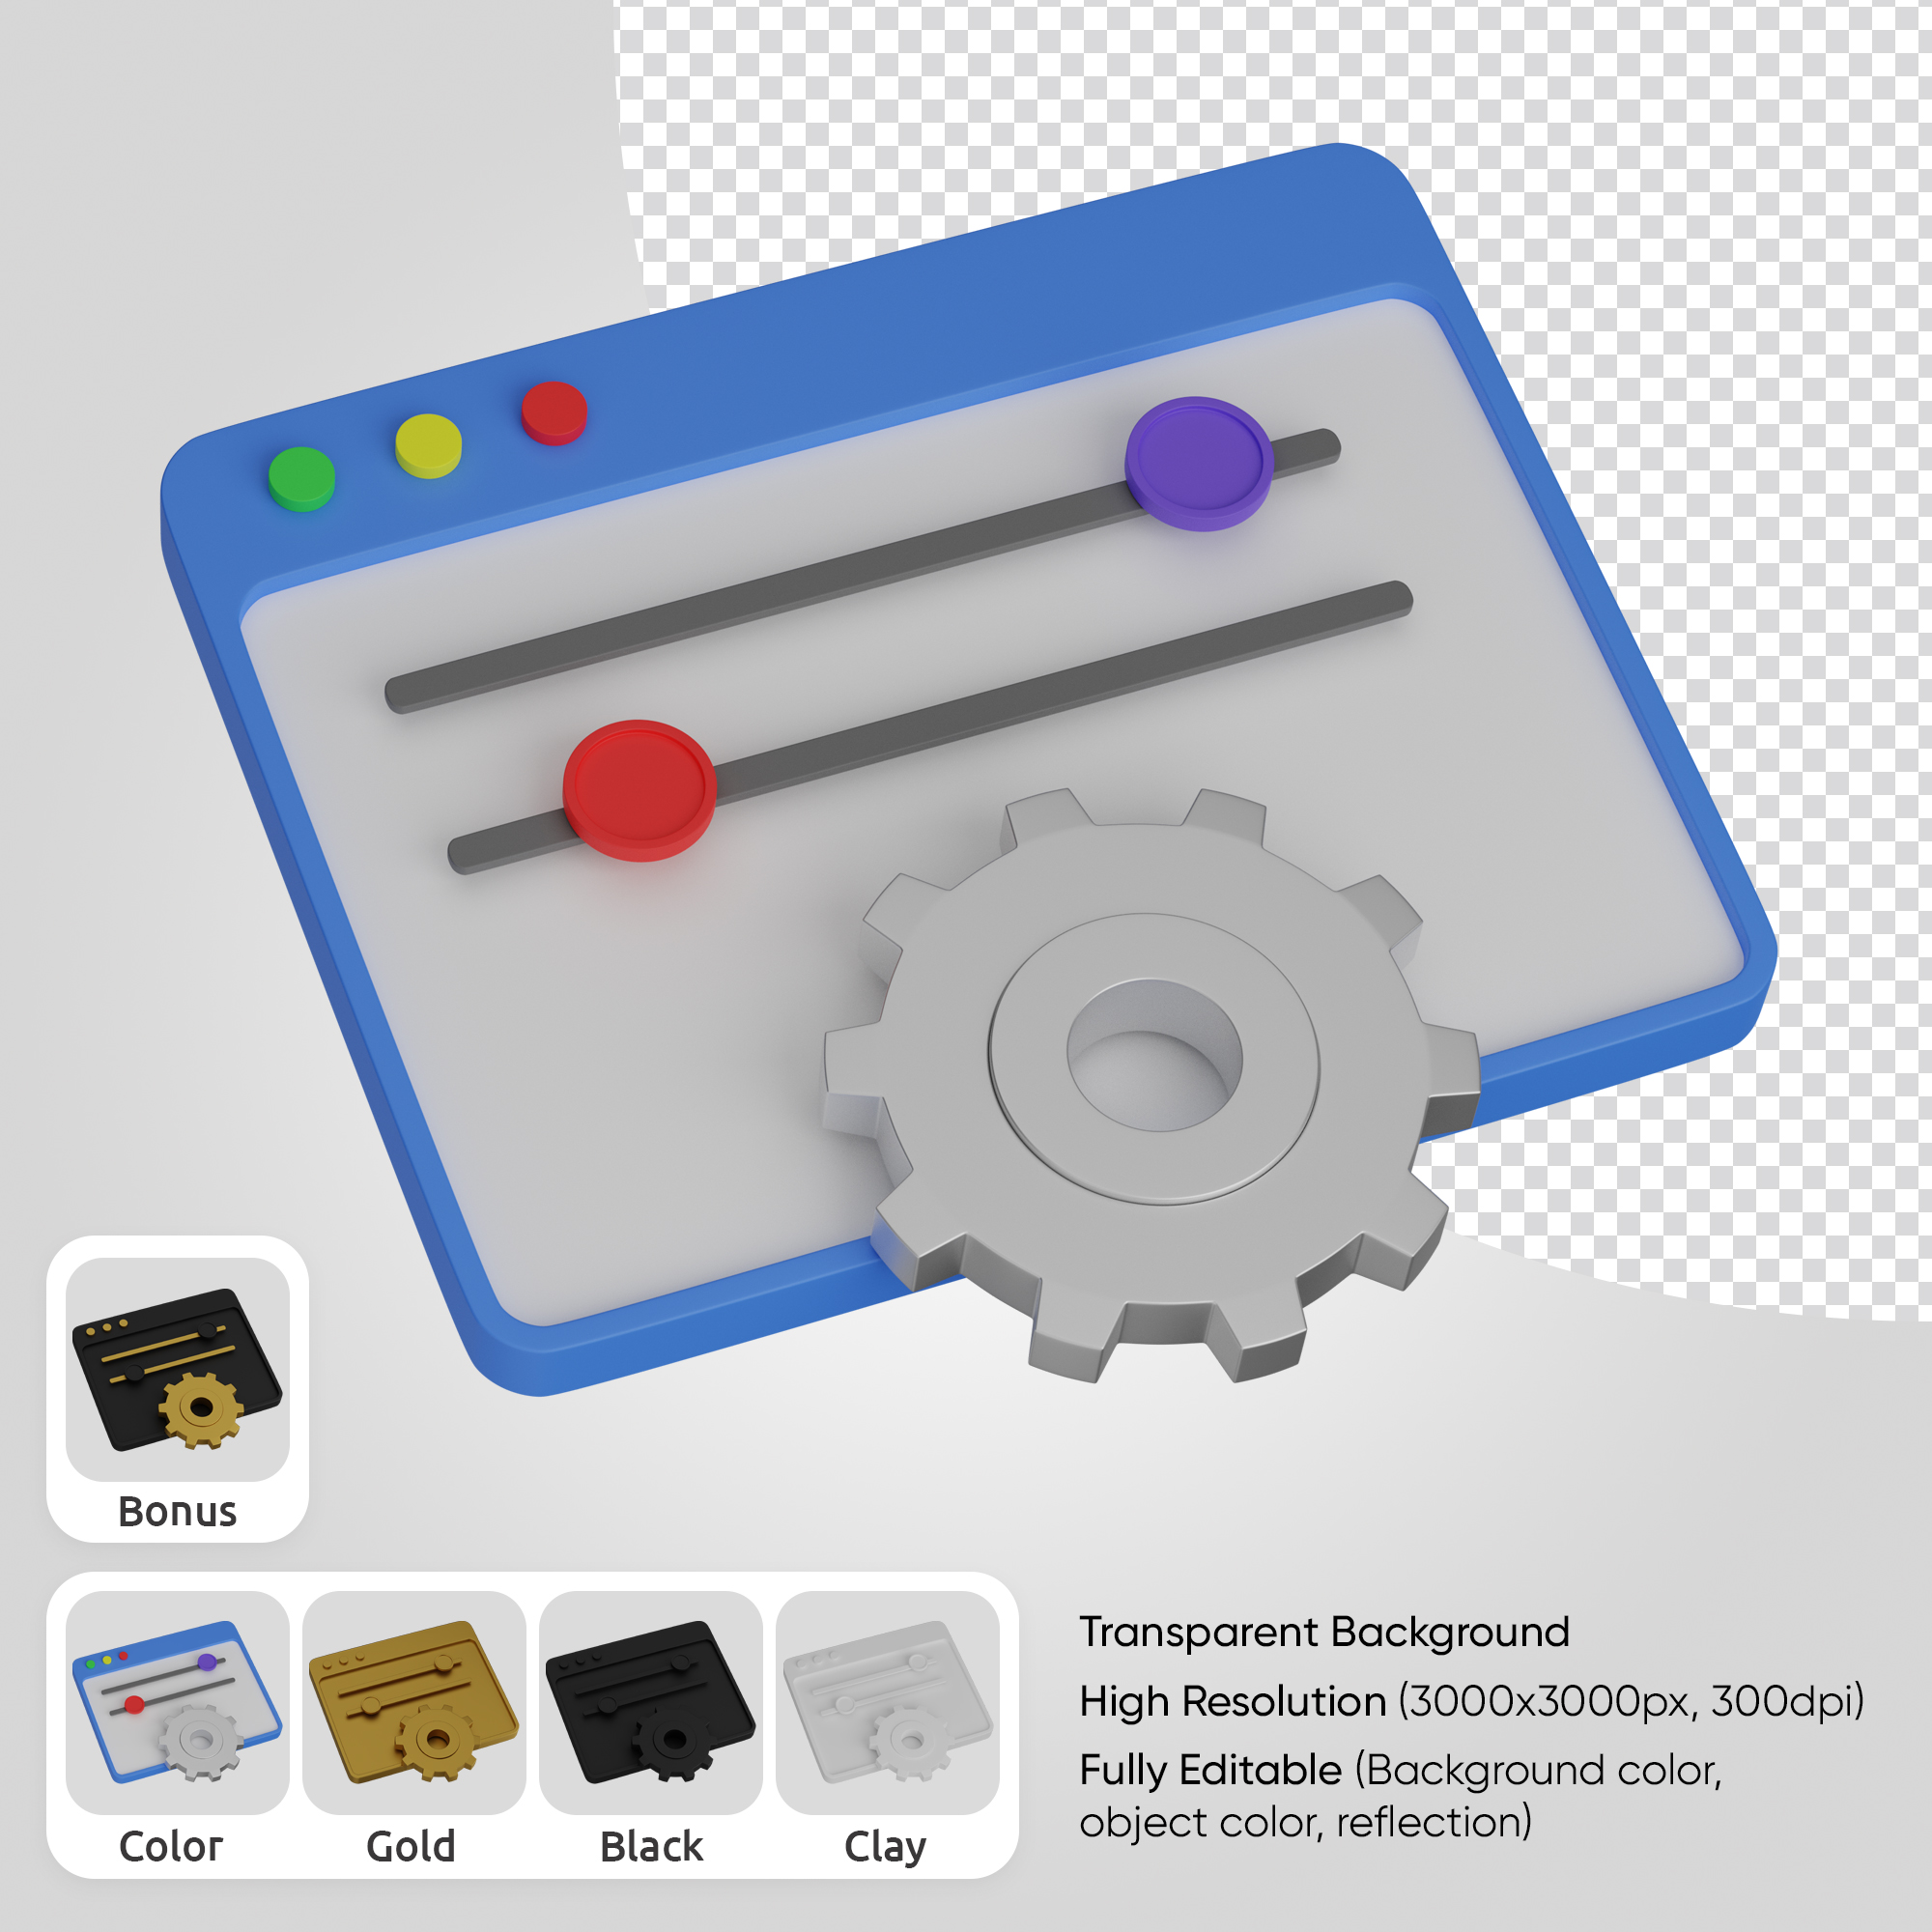 Bonus
Color
Gold
Black
Clay
Transparent Background
High Resolution (3000x3000px, 300dpi)
Fully Editable (Background color,
object color, reflection)